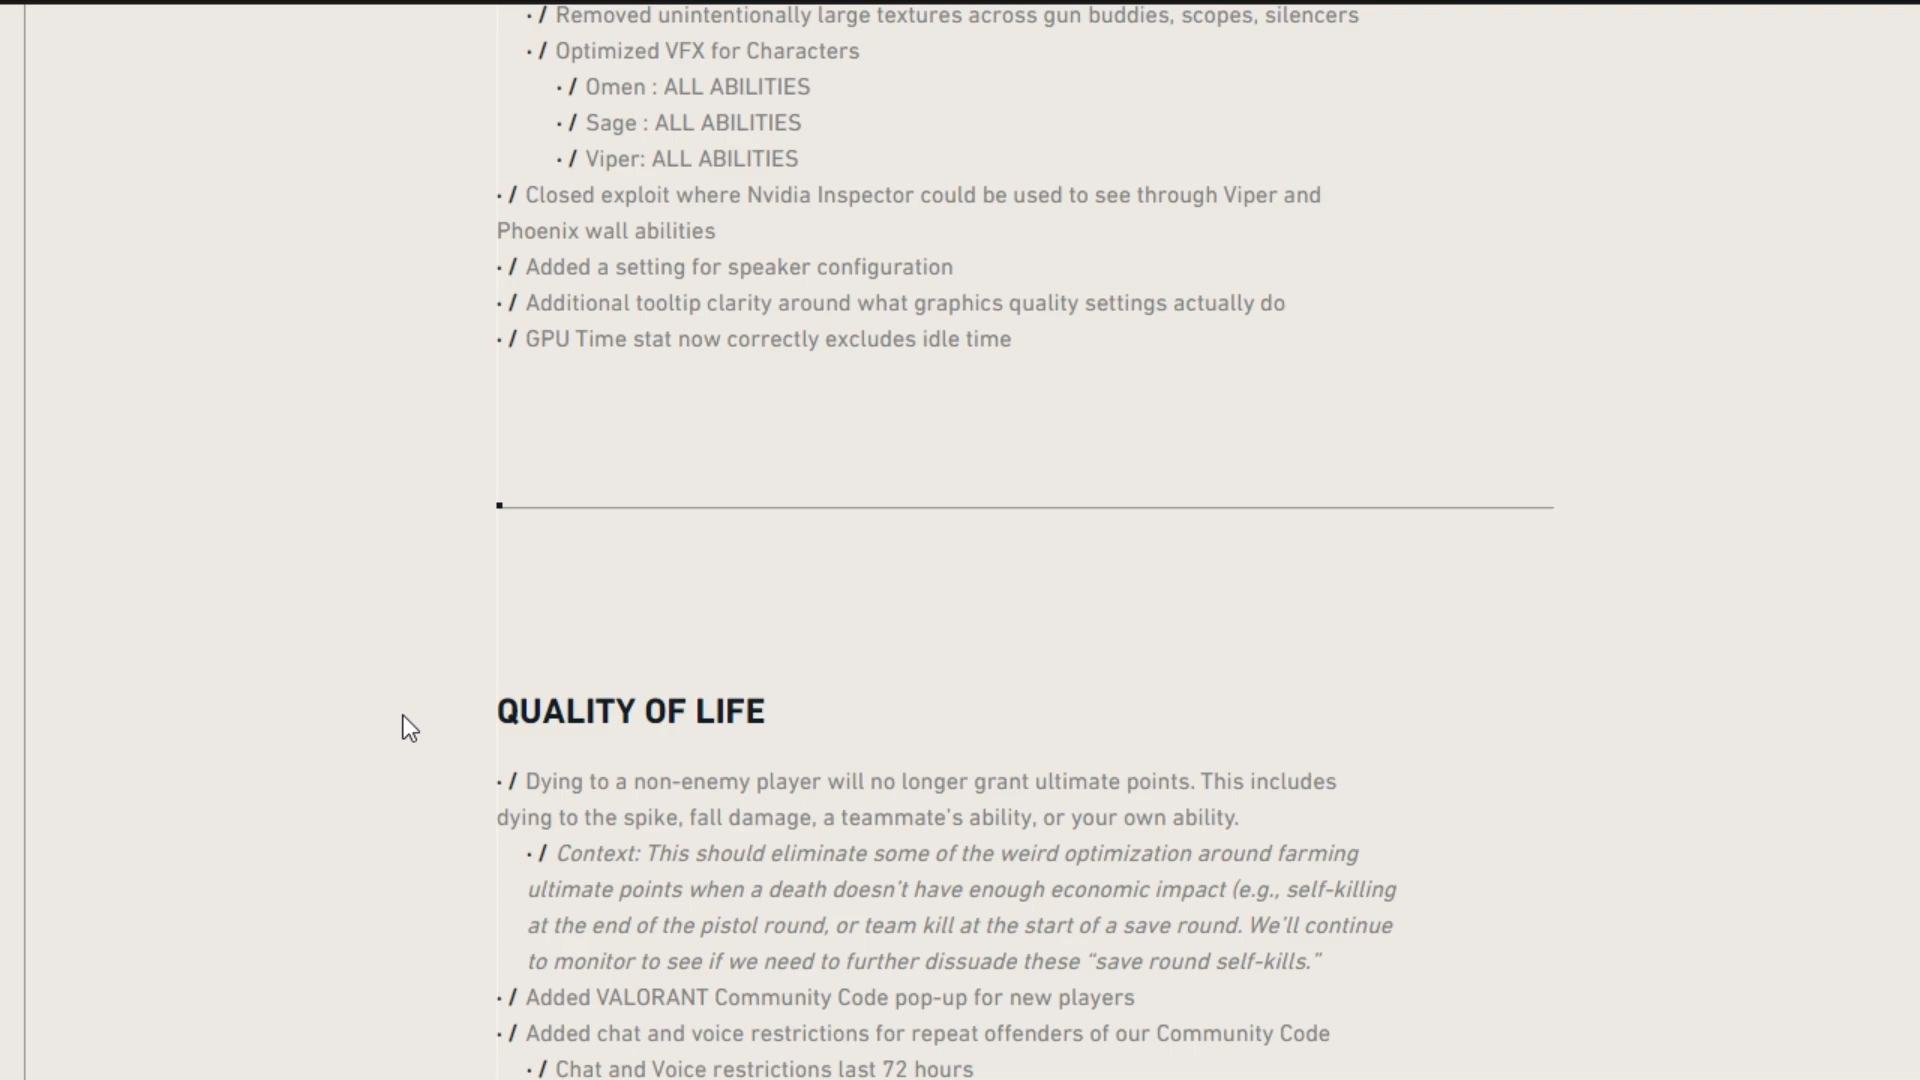 · / Removed unintentionally large textures across gun buddies, scopes, silencers
· / Optimized VFX for Characters
· / Omen : ALL ABILITIES
· / Sage : ALL ABILITIES
· / Viper: ALL ABILITIES
· / Closed exploit where Nvidia Inspector could be used to see through Viper and
Phoenix wall abilities
· / Added a setting for speaker configuration
· / Additional tooltip clarity around what graphics quality settings actually do
· / GPU Time stat now correctly excludes idle time
QUALITY OF LIFE
· / Dying to a non-enemy player will no longer grant ultimate points. This includes
dying to the spike, fall damage, a teammate's ability, or your own ability.
· / Context: This should eliminate some of the weird optimization around farming
ultimate points when a death doesn't have enough economic impact (e.g., self-killing
at the end of the pistol round, or team kill at the start of a save round. We'll continue
to monitor to see if we need to further dissuade these “save round self-kills.”
· / Added VALORANT Community Code pop-up for new players
· / Added chat and voice restrictions for repeat offenders of our Community Code
· / Chat and Voice restrictions last 72 hours